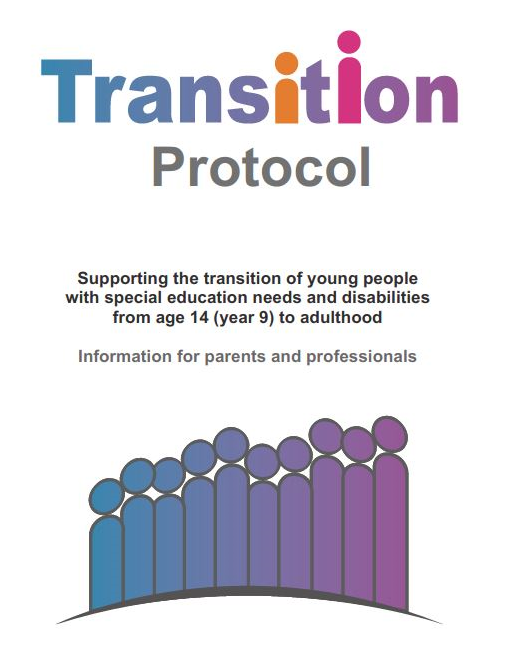 Transition
Protocol
Supporting the transition of young people
with special education needs and disabilities
from age 14 (year 9) to adulthood
Information for parents and professionals